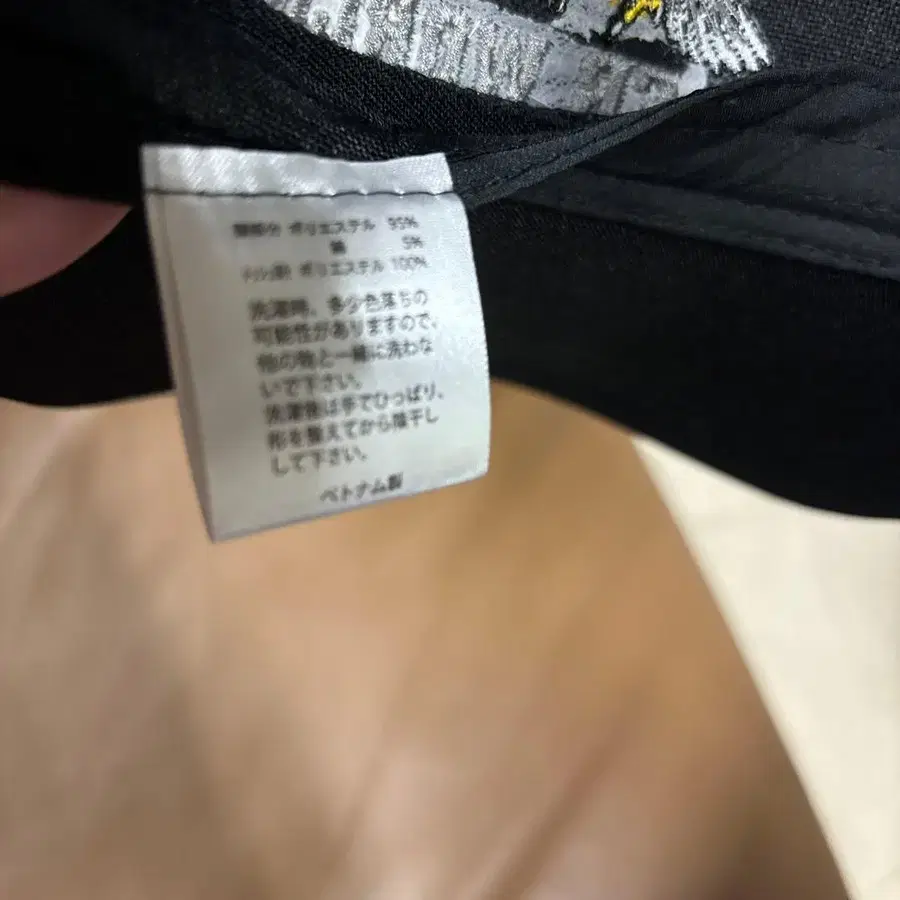 ポリエステル 95%
綿 5%
ポリエステル 100%
洗濯時、多少色落ちの
可能性がありますので、
他の物と一緒に洗わな
いで下さい。
洗濯後は手でひっぱり、
形を整えてから陰干し
して下さい。
ベトナム製